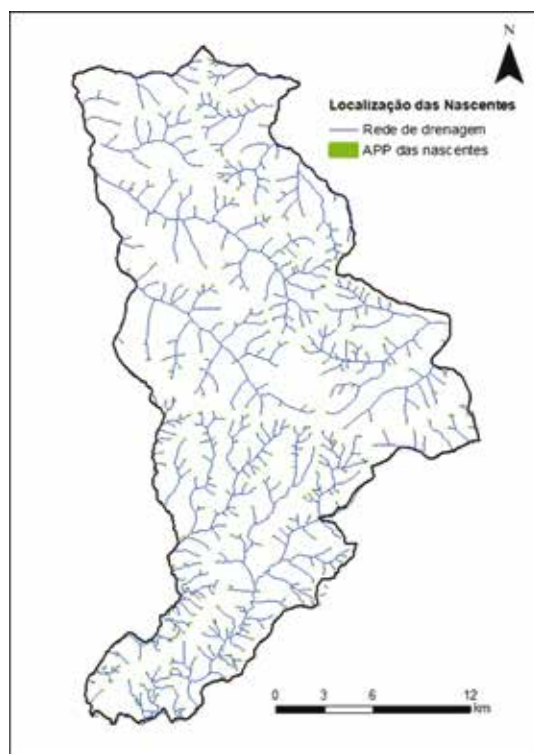 N
Localização das Nascentes
Rede de drenagem
APP das nascentes
0 3 6 12
km